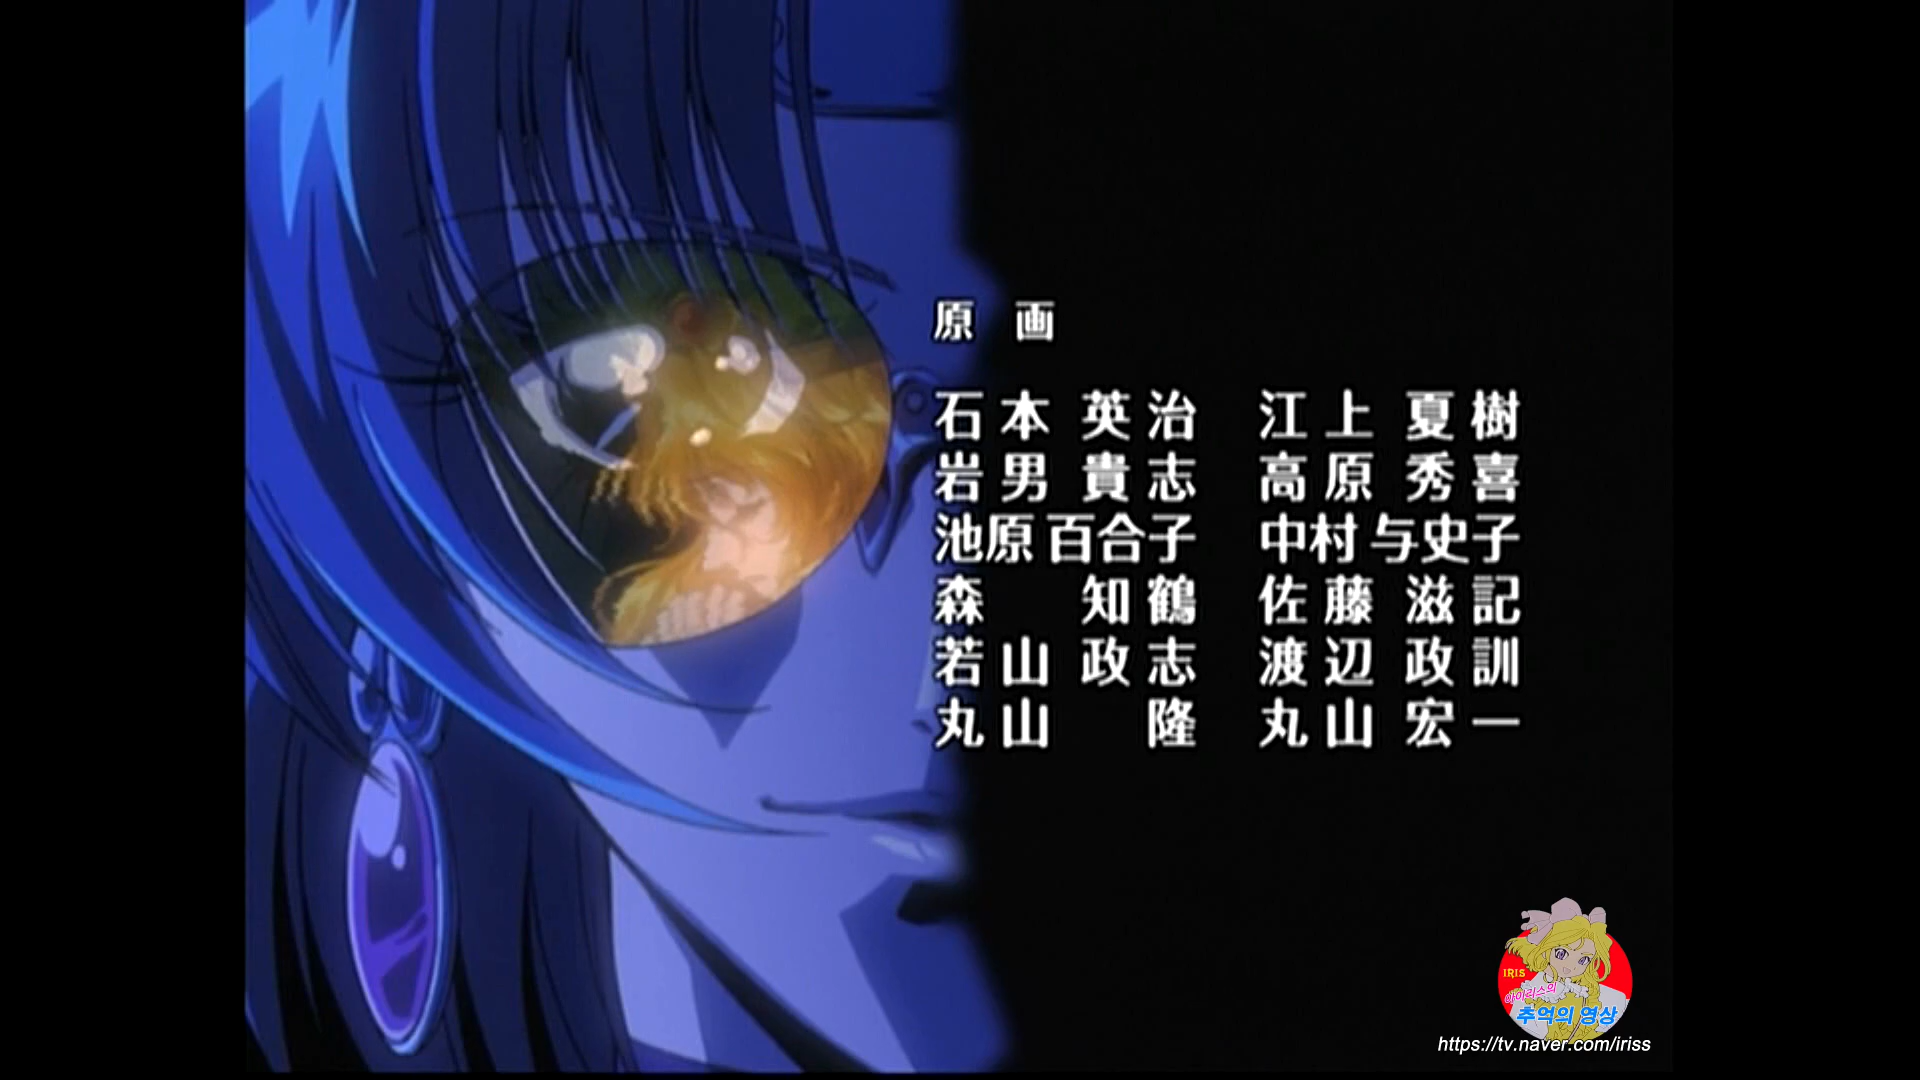 原 画
石本 英治 江上 夏樹
岩男 貴志 高原 秀喜
池原 百合子 中村 与史子
森 知鶴 佐藤 滋記
若山 政志 渡辺 政訓
丸山 隆 丸山 宏一
IRIS
아이리스의
추억의 영상
https://tv.naver.com/iriss